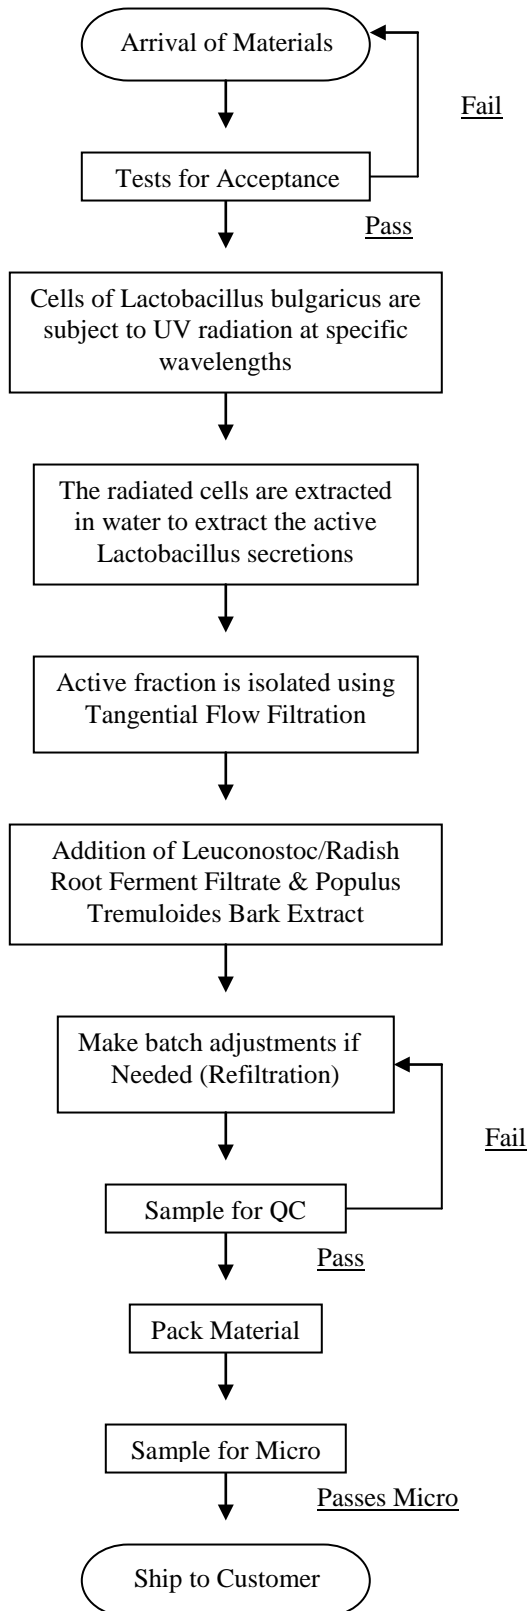 Arrival of Materials
Fail
Tests for Acceptance
Pass
Cells of Lactobacillus bulgaricus are
subject to UV radiation at specific
wavelengths
The radiated cells are extracted
in water to extract the active
Lactobacillus secretions
Active fraction is isolated using
Tangential Flow Filtration
Addition of Leuconostoc/Radish
Root Ferment Filtrate & Populus
Tremuloides Bark Extract
Make batch adjustments if
Needed (Refiltration)
Fail
Sample for QC
Pass
Pack Material
Sample for Micro
Passes Micro
Ship to Customer